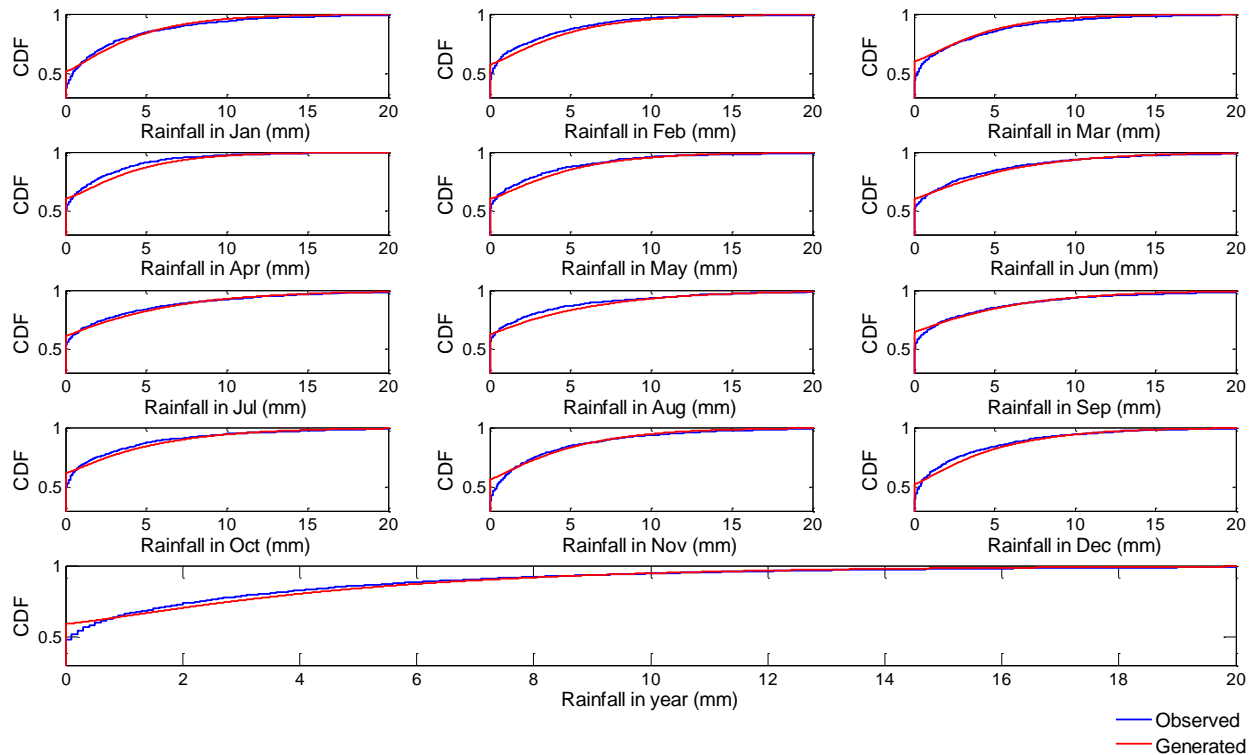 1
1
1
CDF
CDF
CDF
0.5
0.5
0.5
0 5 10 15 20
0 5 10 15 20
0 5 10 15 20
Rainfall in Jan (mm)
Rainfall in Feb (mm)
Rainfall in Mar (mm)
1
1
1
CDF
CDF
CDF
0.5
0.5
0.5
0 5 10 15 20
0 5 10 15 20
0 5 10 15 20
Rainfall in Apr (mm)
Rainfall in May (mm)
Rainfall in Jun (mm)
1
1
1
CDF
CDF
CDF
0.5
0.5
0.5
0 5 10 15 20
0 5 10 15 20
0 5 10 15 20
Rainfall in Jul (mm)
Rainfall in Aug (mm)
Rainfall in Sep (mm)
1
1
1
CDF
CDF
CDF
0.5
0.5
0.5
0 5 10 15 20
0 5 10 15 20
0 5 10 15 20
Rainfall in Oct (mm)
Rainfall in Nov (mm)
Rainfall in Dec (mm)
1
CDF
0.5
0 2 4 6 8 10 12 14 16 18 20
Rainfall in year (mm)
Observed
Generated